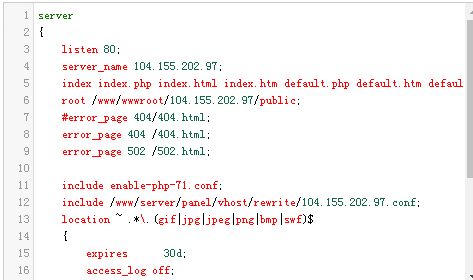 1 server
2 {
3 listen 80;
4 server_name 104.155.202.97;
5 index index.php index.html index.htm default.php default.htm defaul
6 root /www/wwwroot/104.155.202.97/public;
7 #error_page 404/404.html;
8 error_page 404 /404.html;
9 error_page 502 /502.html;
10
11 include enable-php-71.conf;
12 include /www/server/panel/vhost/rewrite/104.155.202.97.conf;
13 location ~ .*\.(gif|jpg|jpeg|png|bmp|swf)$
14 {
15 expires 30d;
16 access_log off;